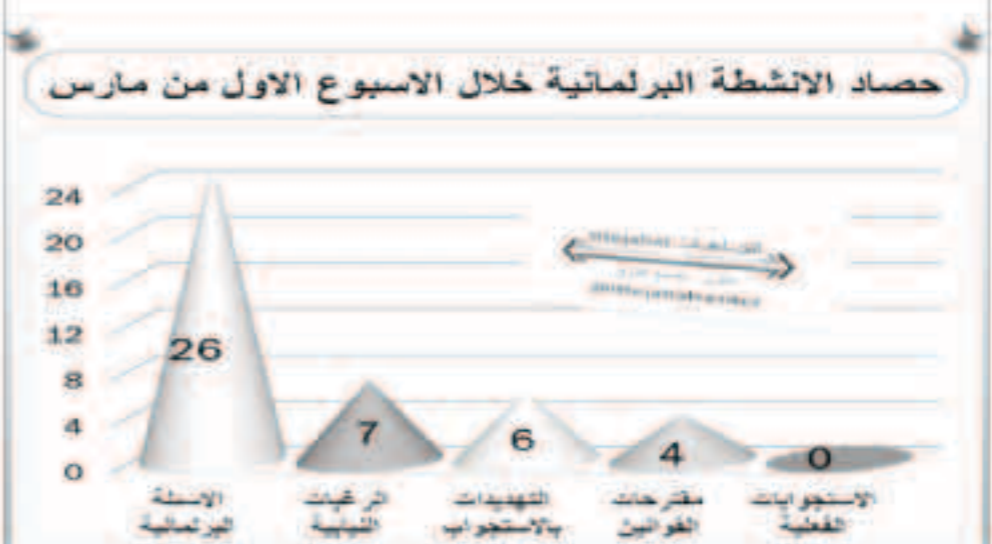 حصاد الانشطة البرلمانية خلال الاسبوع الاول من مارس
24
20
16
12
8
4
0
26
7
6
4
0
الاسئلة البرلمانية
الرغبات النيابية
التهديدات بالاستجواب
مقترحات القوانين
الاستجوابات الفعلية